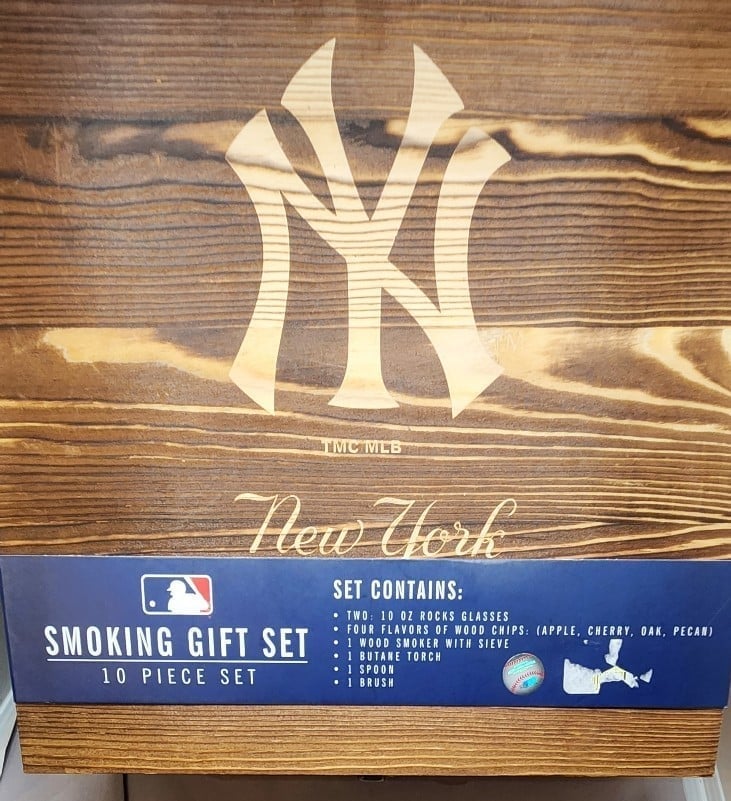 NY
TMC MLB
New York
SMOKING GIFT SET
10 PIECE SET
SET CONTAINS:
• TWO: 10 OZ ROCKS GLASSES
• FOUR FLAVORS OF WOOD CHIPS: (APPLE, CHERRY, OAK, PECAN)
• 1 WOOD SMOKER WITH SIEVE
• 1 BUTANE TORCH
• 1 SPOON
• 1 BRUSH